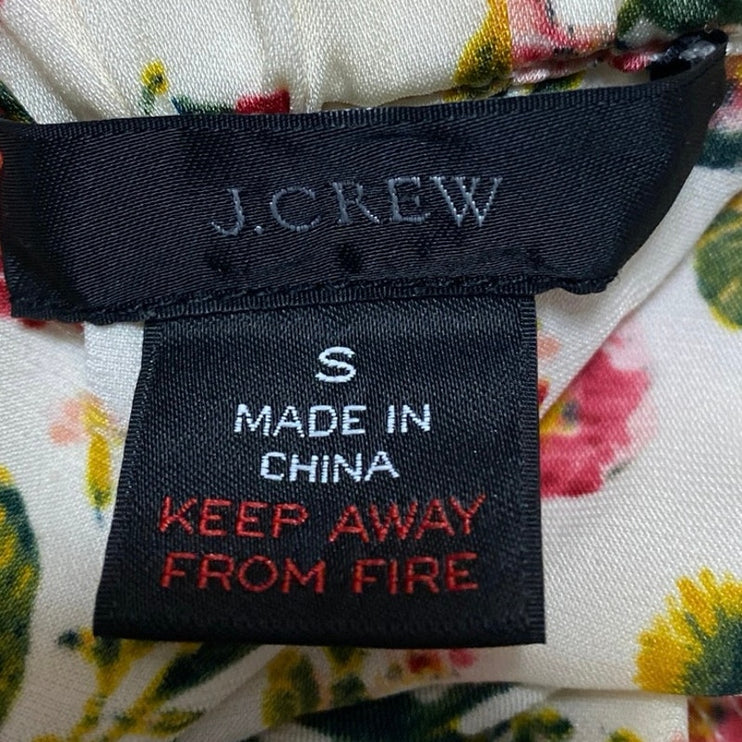 J.CREW
S
MADE IN
CHINA
KEEP AWAY
FROM FIRE